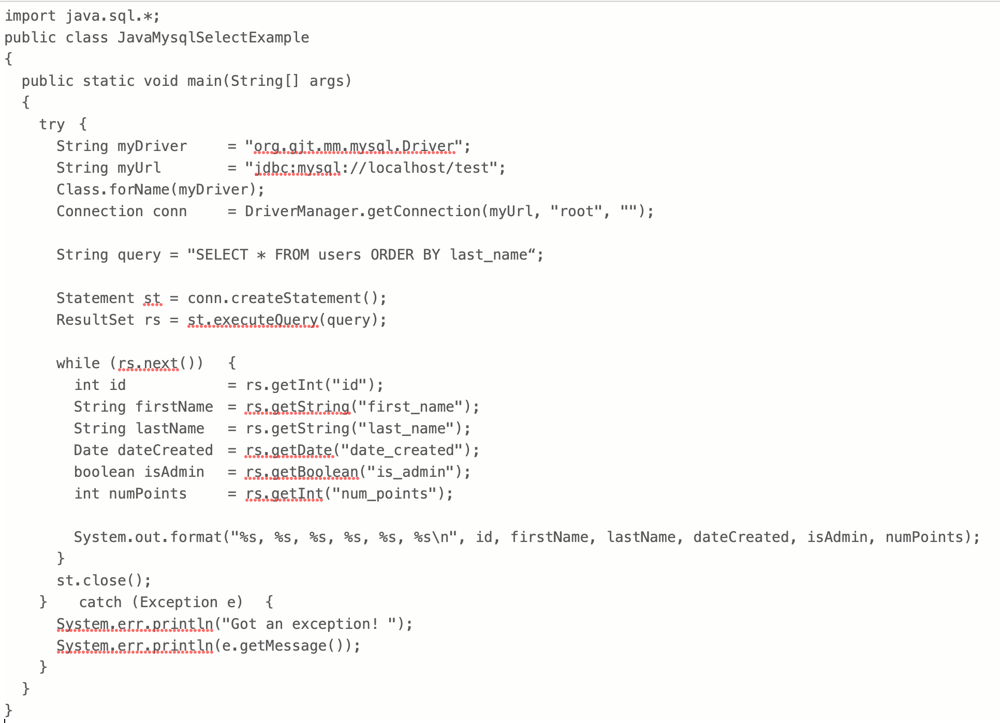 import java.sql.*;
public class JavaMysqlSelectExample
{
  public static void main(String[] args)
  {
    try {
      String myDriver     = "org.gjt.mm.mysql.Driver";
      String myUrl        = "jdbc:mysql://localhost/test";
      Class.forName(myDriver);
      Connection conn     = DriverManager.getConnection(myUrl, "root", "");

      String query = "SELECT * FROM users ORDER BY last_name“;

      Statement st = conn.createStatement();
      ResultSet rs = st.executeQuery(query);

      while (rs.next())   {
        int id            = rs.getInt("id");
        String firstName  = rs.getString("first_name");
        String lastName   = rs.getString("last_name");
        Date dateCreated  = rs.getDate("date_created");
        boolean isAdmin   = rs.getBoolean("is_admin");
        int numPoints     = rs.getInt("num_points");

        System.out.format("%s, %s, %s, %s, %s, %s\n", id, firstName, lastName, dateCreated, isAdmin, numPoints);
      }
      st.close();
    }    catch (Exception e)   {
      System.err.println("Got an exception! ");
      System.err.println(e.getMessage());
    }
  }
}